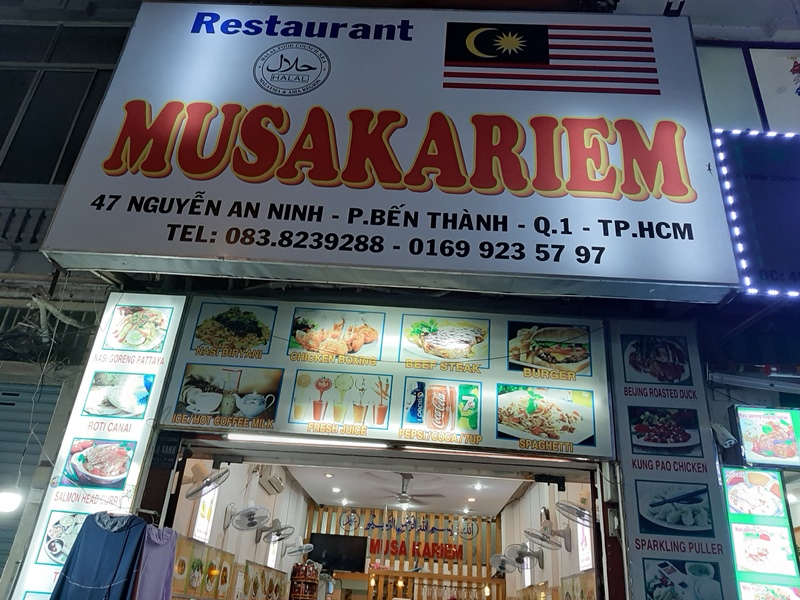 Restaurant
حلال
HALAL
MUSAKARIEM
47 NGUYỄN AN NINH - P.BẾN THÀNH - Q.1 - TP.HCM
TEL: 083.8239288 - 0169 923 57 97
NASI GORENG PATTAYA
ROTI CANAI
SALMON HEAD CURRY
NASI BIRYANI
CHICKEN BOXING
BEEF STEAK
BURGER
ICE/HOT COFFEE MILK
FRESH JUICE
PEPSI/COCA/7UP
SPAGHETTI
BEIJING ROASTED DUCK
KUNG PAO CHICKEN
SPARKLING PULLER
MUSA KARIEM